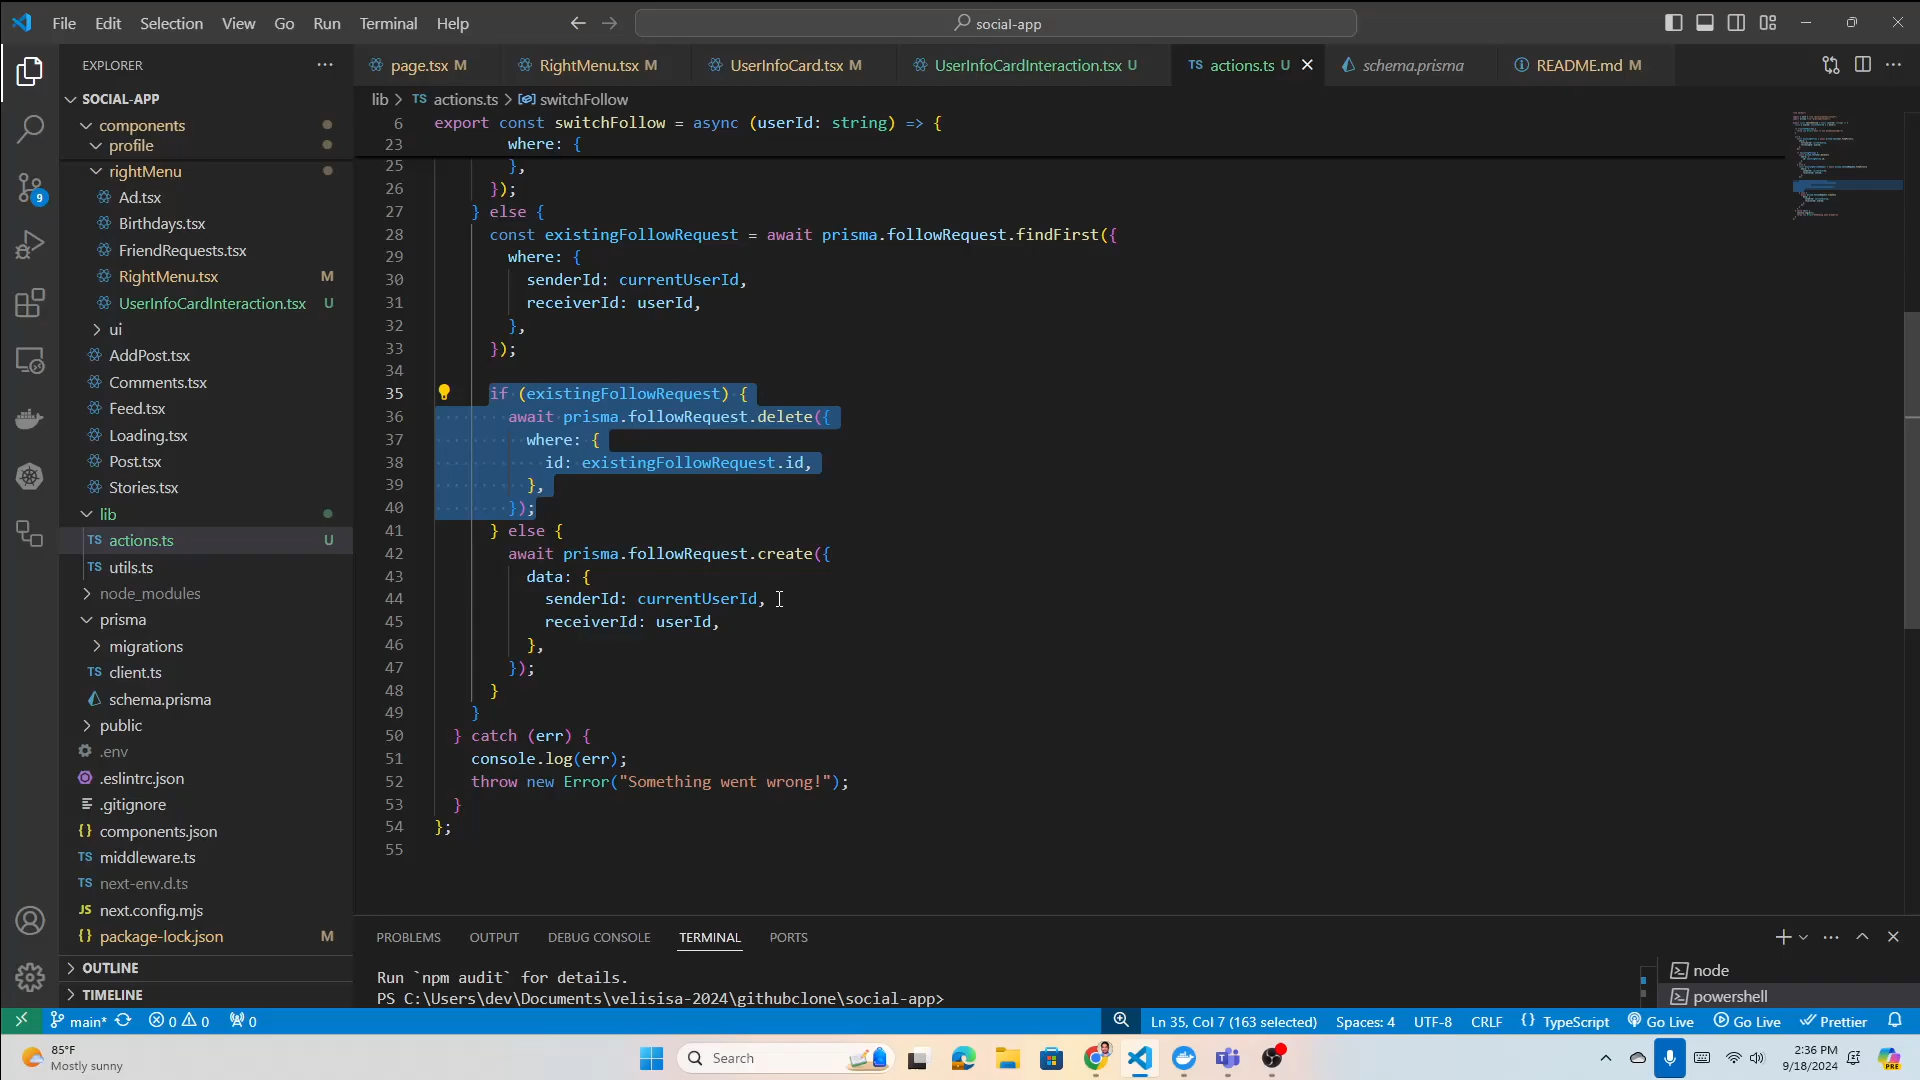 File Edit Selection View Go Run Terminal Help
social-app
EXPLORER
SOCIAL-APP
components
profile
rightMenu
Ad.tsx
Birthdays.tsx
FriendRequests.tsx
RightMenu.tsx M
UserInfoCardInteraction.tsx U
ui
AddPost.tsx
Comments.tsx
Feed.tsx
Loading.tsx
Post.tsx
Stories.tsx
lib
TS actions.ts U
TS utils.ts
node_modules
prisma
migrations
TS client.ts
schema.prisma
public
.env
.eslintrc.json
.gitignore
{} components.json
TS middleware.ts
TS next-env.d.ts
JS next.config.mjs
{} package-lock.json M
OUTLINE
TIMELINE
9
page.tsx M RightMenu.tsx M UserInfoCard.tsx M UserInfoCardInteraction.tsx U TS actions.ts U schema.prisma README.md M
lib > TS actions.ts > switchFollow
6 export const switchFollow = async (userId: string) => {
23 where: {
25 },
26 });
27 } else {
28 const existingFollowRequest = await prisma.followRequest.findFirst({
29 where: {
30 senderId: currentUserId,
31 receiverId: userId,
32 },
33 });
34
35 if (existingFollowRequest) {
36 await prisma.followRequest.delete({
37 where: {
38 id: existingFollowRequest.id,
39 },
40 });
41 } else {
42 await prisma.followRequest.create({
43 data: {
44 senderId: currentUserId,
45 receiverId: userId,
46 },
47 });
48 }
49 }
50 } catch (err) {
51 console.log(err);
52 throw new Error("Something went wrong!");
53 }
54 };
55
PROBLEMS OUTPUT DEBUG CONSOLE TERMINAL PORTS
Run `npm audit` for details.
PS C:\Users\dev\Documents\velisisa-2024\githubclone\social-app>
node
powershell
main* 0 0 0 Ln 35, Col 7 (163 selected) Spaces: 4 UTF-8 CRLF {} TypeScript Go Live Go Live Prettier
85°F
Mostly sunny
Search
PRE
2:36 PM
9/18/2024